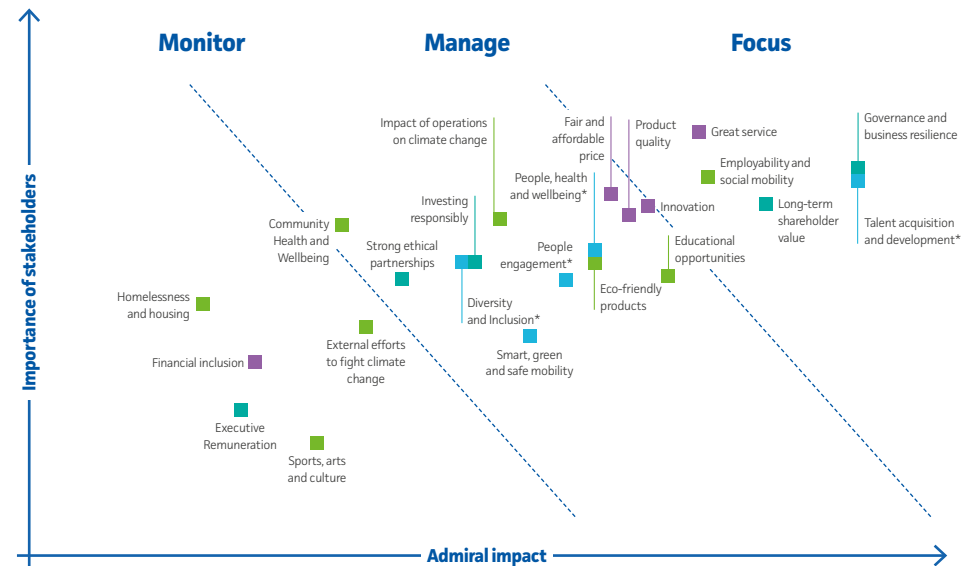 Monitor
Manage
Focus
Importance of stakeholders
Impact of operations
on climate change
Fair and
affordable
price
Product
quality
Great service
Governance and
business resilience
People, health
and wellbeing*
Employability and
social mobility
Investing
responsibly
Innovation
Long-term
shareholder
value
Talent acquisition
and development*
Community
Health and
Wellbeing
Strong ethical
partnerships
People
engagement*
Educational
opportunities
Homelessness
and housing
Diversity
and Inclusion*
Eco-friendly
products
External efforts
to fight climate
change
Smart, green
and safe mobility
Financial inclusion
Executive
Remuneration
Sports, arts
and culture
Admiral impact